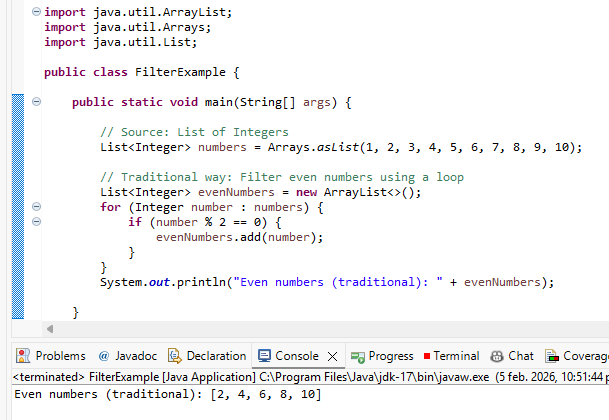 import java.util.ArrayList;
import java.util.Arrays;
import java.util.List;
public class FilterExample {
public static void main(String[] args) {
// Source: List of Integers
List<Integer> numbers = Arrays.asList(1, 2, 3, 4, 5, 6, 7, 8, 9, 10);
// Traditional way: Filter even numbers using a loop
List<Integer> evenNumbers = new ArrayList<>();
for (Integer number : numbers) {
if (number % 2 == 0) {
evenNumbers.add(number);
}
}
System.out.println("Even numbers (traditional): " + evenNumbers);
}
Problems @ Javadoc Declaration Console Progress Terminal Chat Coverag
<terminated> FilterExample [Java Application] C:\Program Files\Java\jdk-17\bin\javaw.exe (5 feb. 2026, 10:51:44 p
Even numbers (traditional): [2, 4, 6, 8, 10]